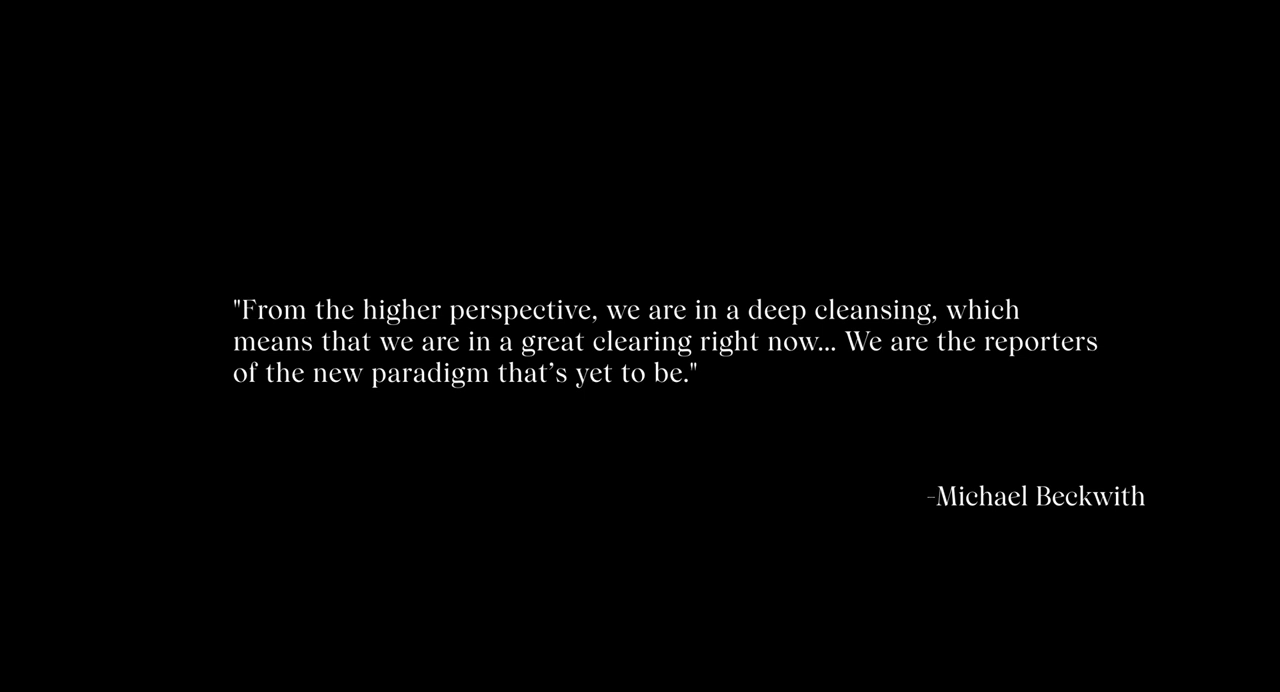 "From the higher perspective, we are in a deep cleansing, which
means that we are in a great clearing right now... We are the reporters
of the new paradigm that’s yet to be."
-Michael Beckwith